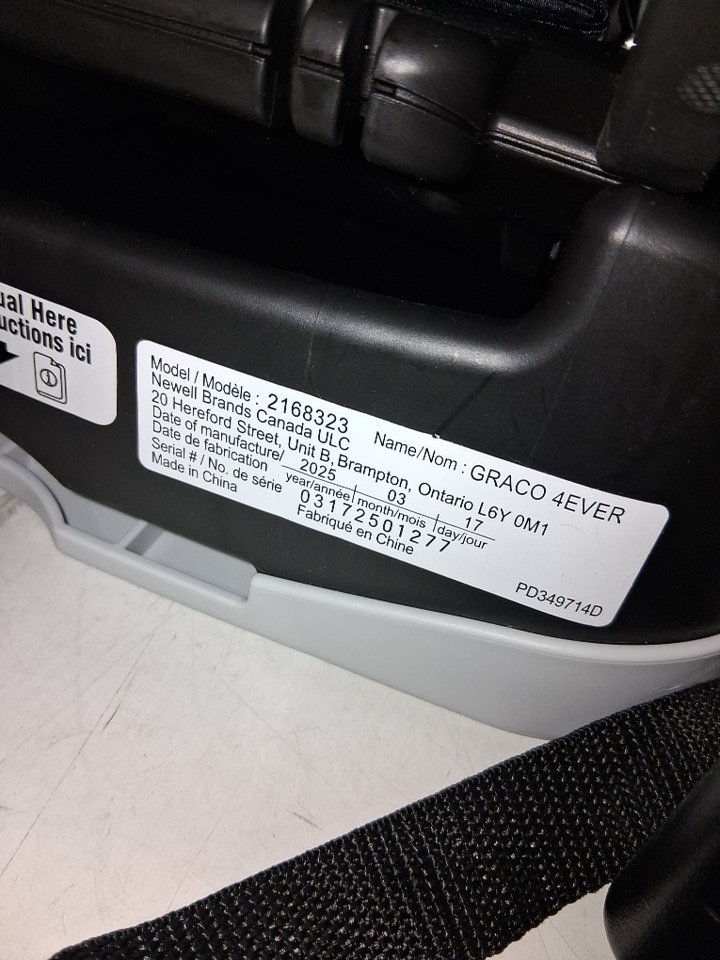 ual Here
uctions ici
Model / Modèle : 2168323 Name/Nom : GRACO 4EVER
Newell Brands Canada ULC
20 Hereford Street, Unit B, Brampton, Ontario L6Y 0M1
Date of manufacture/ 2025 03 17
Date de fabrication year/année month/mois day/jour
Serial # / No. de série 03172501277
Made in China Fabriqué en Chine
PD349714D